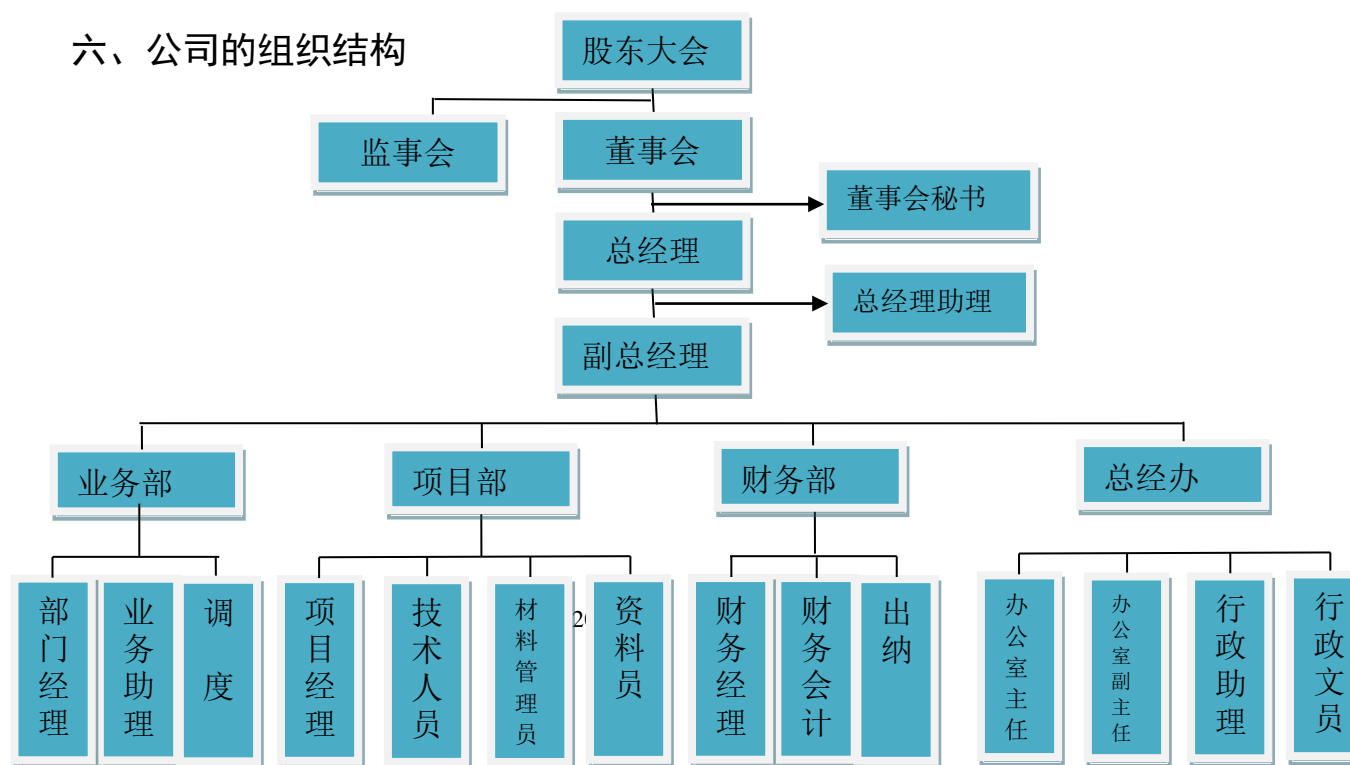 六、公司的组织结构
股东大会
监事会
董事会
董事会秘书
总经理
总经理助理
副总经理
业务部
项目部
财务部
总经办
部门经理
业务助理
调度
项目经理
技术人员
材料管理员
2
资料员
财务经理
财务会计
出纳
办公室主任
办公室副主任
行政助理
行政文员